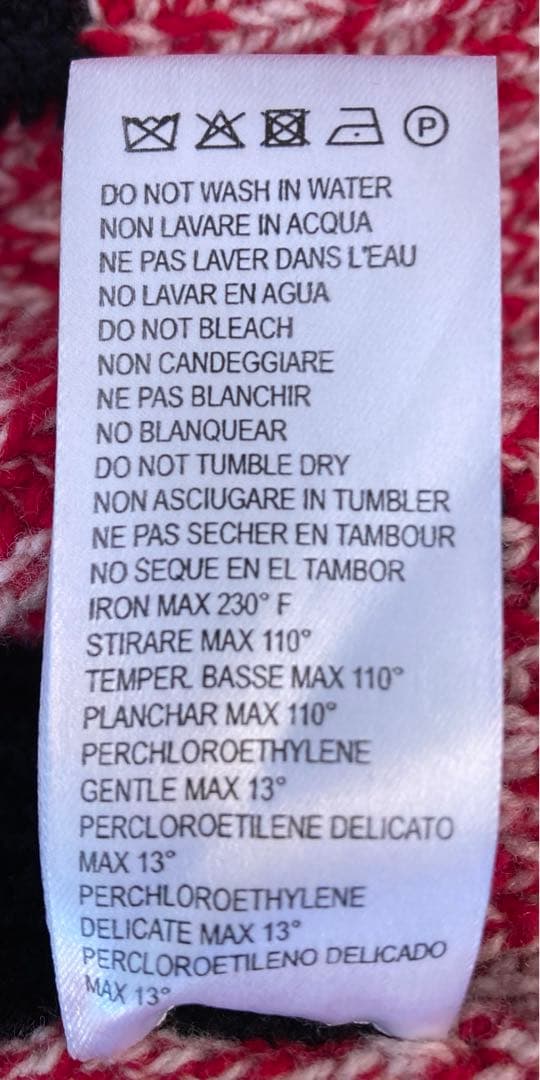 P
DO NOT WASH IN WATER
NON LAVARE IN ACQUA
NE PAS LAVER DANS L'EAU
NO LAVAR EN AGUA
DO NOT BLEACH
NON CANDEGGIARE
NE PAS BLANCHIR
NO BLANQUEAR
DO NOT TUMBLE DRY
NON ASCIUGARE IN TUMBLER
NE PAS SECHER EN TAMBOUR
NO SEQUE EN EL TAMBOR
IRON MAX 230° F
STIRARE MAX 110°
TEMPER. BASSE MAX 110°
PLANCHAR MAX 110°
PERCHLOROETHYLENE
GENTLE MAX 13°
PERCLOROETILENE DELICATO
MAX 13°
PERCHLOROETHYLENE
DELICATE MAX 13°
PERCLOROETILENO DELICADO
MAX 13°